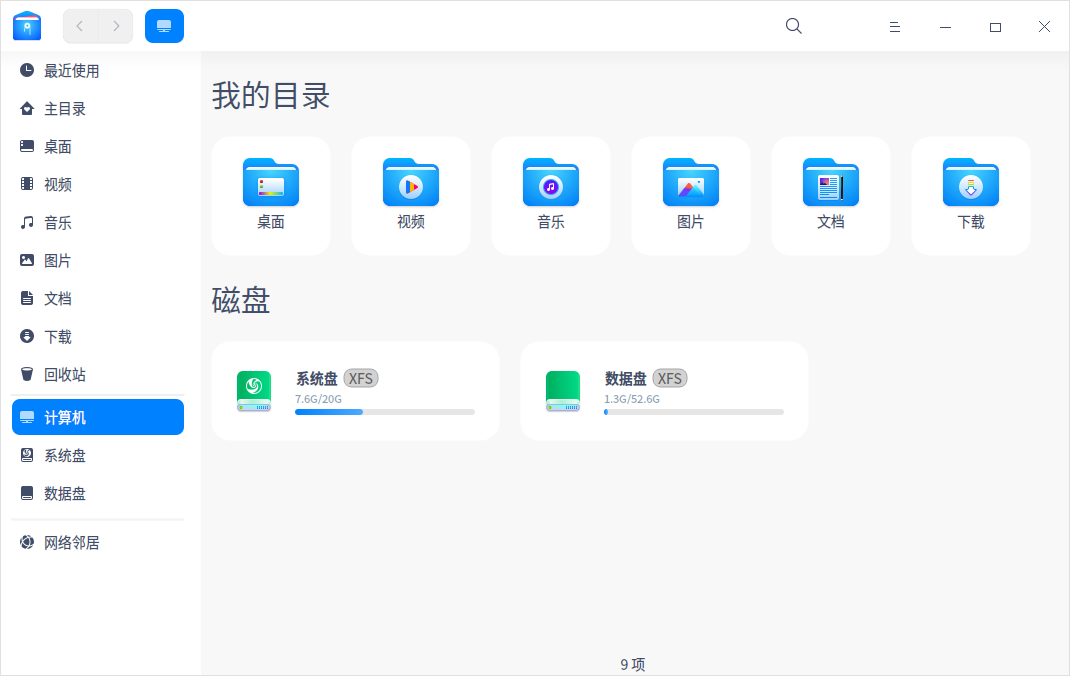 最近使用
主目录
桌面
视频
音乐
图片
文档
下载
回收站
计算机
系统盘
数据盘
网络邻居
我的目录
桌面
视频
音乐
图片
文档
下载
磁盘
系统盘 XFS
7.6G/20G
数据盘 XFS
1.3G/52.6G
9 项